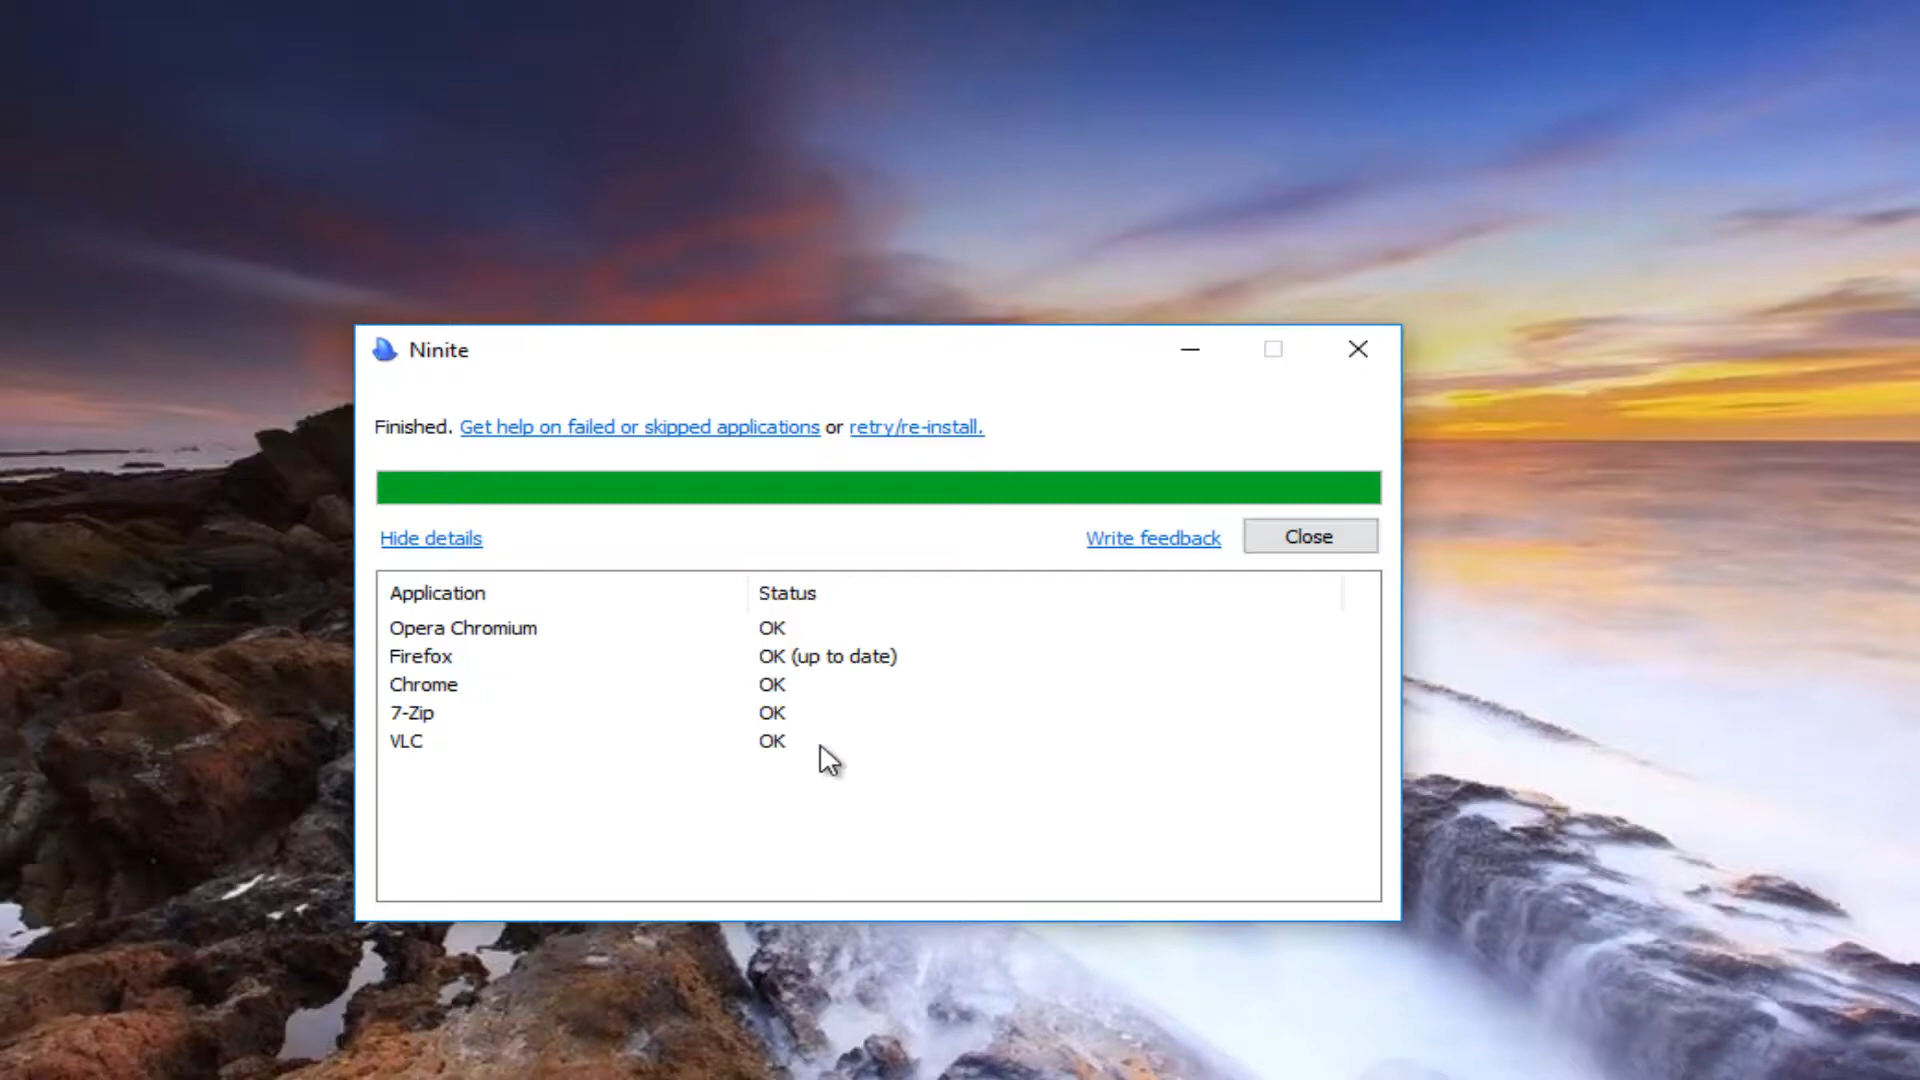 Ninite
Finished. Get help on failed or skipped applications or retry/re-install.
Hide details
Write feedback
Close
Application Status
Opera Chromium OK
Firefox OK (up to date)
Chrome OK
7-Zip OK
VLC OK